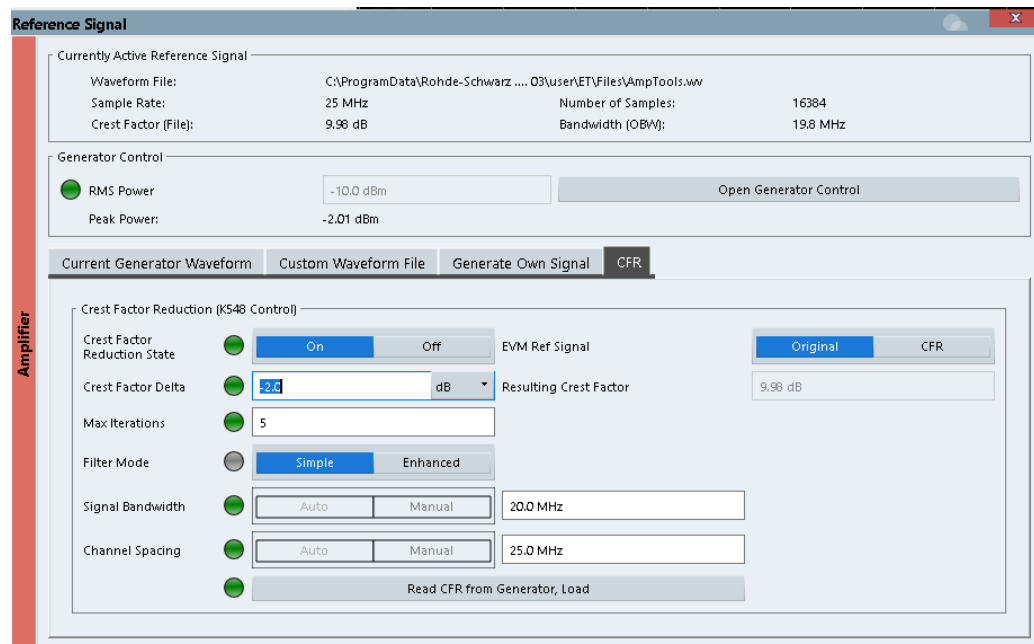 Reference Signal
x
Currently Active Reference Signal
Waveform File: C:\ProgramData\Rohde-Schwarz .... 03\user\ET\Files\AmpTools.wv
Sample Rate: 25 MHz Number of Samples: 16384
Crest Factor (File): 9.98 dB Bandwidth (OBW): 19.8 MHz
Generator Control
RMS Power -10.0 dBm Open Generator Control
Peak Power: -2.01 dBm
Current Generator Waveform Custom Waveform File Generate Own Signal CFR
Amplifier
Crest Factor Reduction (K548 Control)
Crest Factor
Reduction State On Off EVM Ref Signal Original CFR
Crest Factor Delta -2.0 dB Resulting Crest Factor 9.98 dB
Max Iterations 5
Filter Mode Simple Enhanced
Signal Bandwidth Auto Manual 20.0 MHz
Channel Spacing Auto Manual 25.0 MHz
Read CFR from Generator, Load